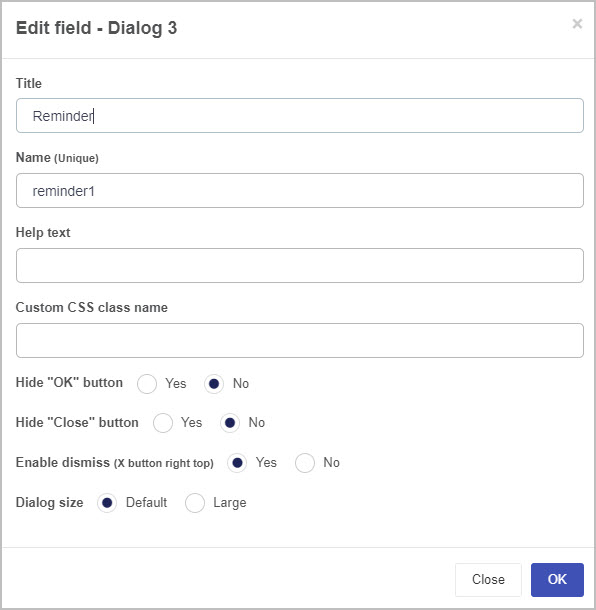 Edit field - Dialog 3 ×
Title
Reminder
Name (Unique)
reminder1
Help text
Custom CSS class name
Hide "OK" button Yes No
Hide "Close" button Yes No
Enable dismiss (X button right top) Yes No
Dialog size Default Large
Close OK